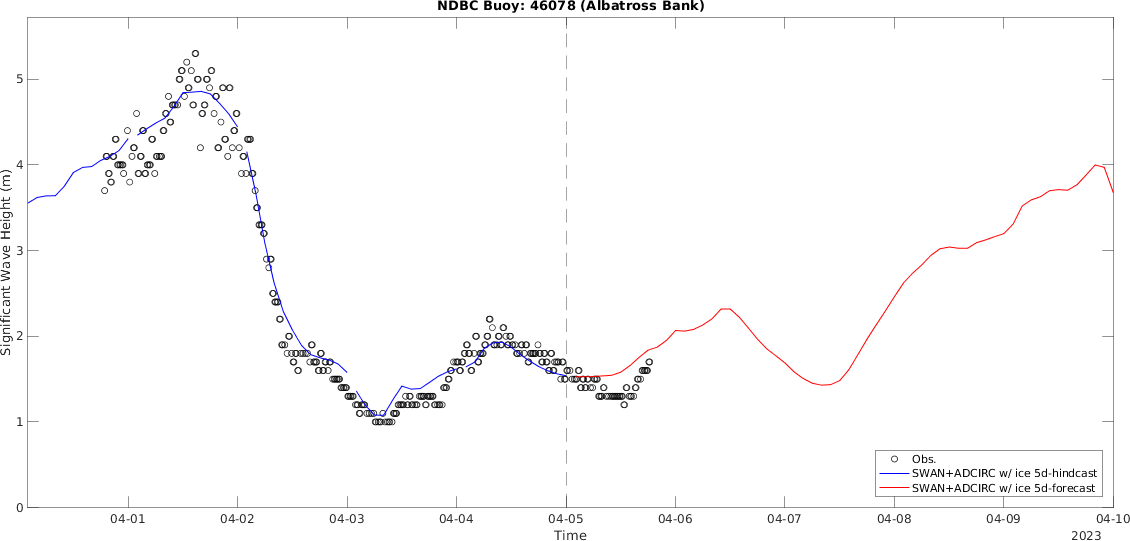 NDBC Buoy: 46078 (Albatross Bank)
Significant Wave Height (m)
5
4
3
2
1
0
Obs.
SWAN+ADCIRC w/ ice 5d-hindcast
SWAN+ADCIRC w/ ice 5d-forecast
04-01 04-02 04-03 04-04 04-05 04-06 04-07 04-08 04-09 04-10
Time
2023